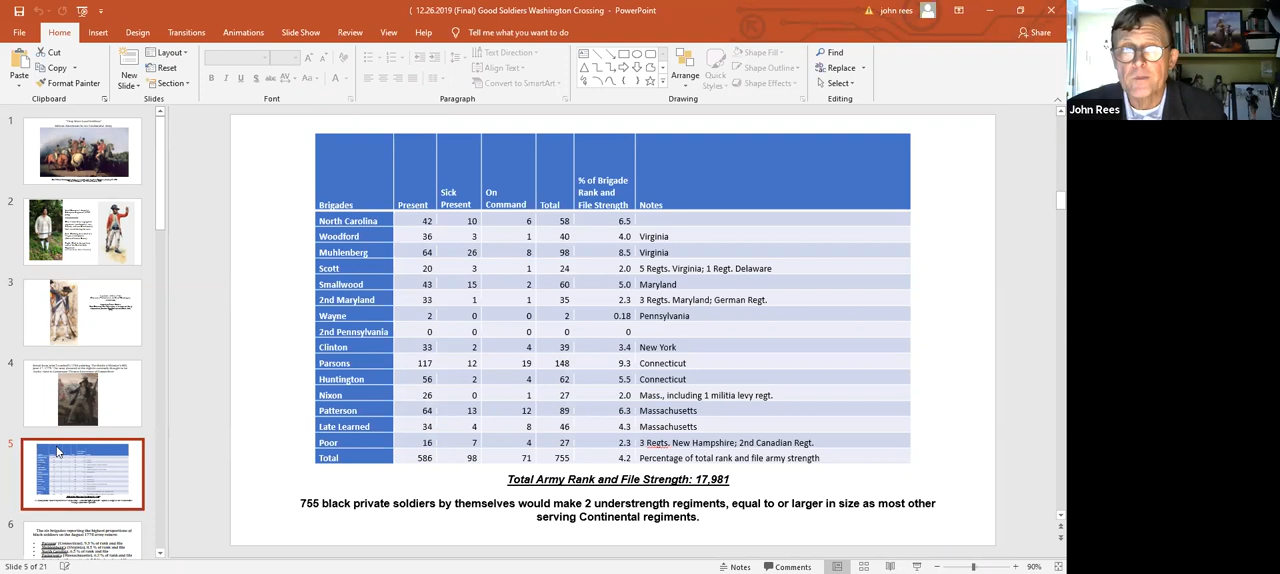 ( 12.26.2019 (Final) Good Soldiers Washington Crossing - PowerPoint
john rees
File Home Insert Design Transitions Animations Slide Show Review View Help Tell me what you want to do
Share
Paste
Cut
Copy
Format Painter
Clipboard
New Slide
Layout
Reset
Section
Slides
B I U S abc AV Aa A
Font
Text Direction
Align Text
Convert to SmartArt
Paragraph
Arrange
Quick Styles
Shape Fill
Shape Outline
Shape Effects
Drawing
Find
Replace
Select
Editing
John Rees
1
2
3
4
5
6
Brigades Present Sick Present On Command Total % of Brigade Rank and File Strength Notes
North Carolina 42 10 6 58 6.5
Woodford 36 3 1 40 4.0 Virginia
Muhlenberg 64 26 8 98 8.5 Virginia
Scott 20 3 1 24 2.0 5 Regts. Virginia; 1 Regt. Delaware
Smallwood 43 15 2 60 5.0 Maryland
2nd Maryland 33 1 1 35 2.3 3 Regts. Maryland; German Regt.
Wayne 2 0 0 2 0.18 Pennsylvania
2nd Pennsylvania 0 0 0 0 0
Clinton 33 2 4 39 3.4 New York
Parsons 117 12 19 148 9.3 Connecticut
Huntington 56 2 4 62 5.5 Connecticut
Nixon 26 0 1 27 2.0 Mass., including 1 militia levy regt.
Patterson 64 13 12 89 6.3 Massachusetts
Late Learned 34 4 8 46 4.3 Massachusetts
Poor 16 7 4 27 2.3 3 Regts. New Hampshire; 2nd Canadian Regt.
Total 586 98 71 755 4.2 Percentage of total rank and file army strength
Total Army Rank and File Strength: 17,981
755 black private soldiers by themselves would make 2 understrength regiments, equal to or larger in size as most other
serving Continental regiments.
Slide 5 of 21
Notes
Comments
90%